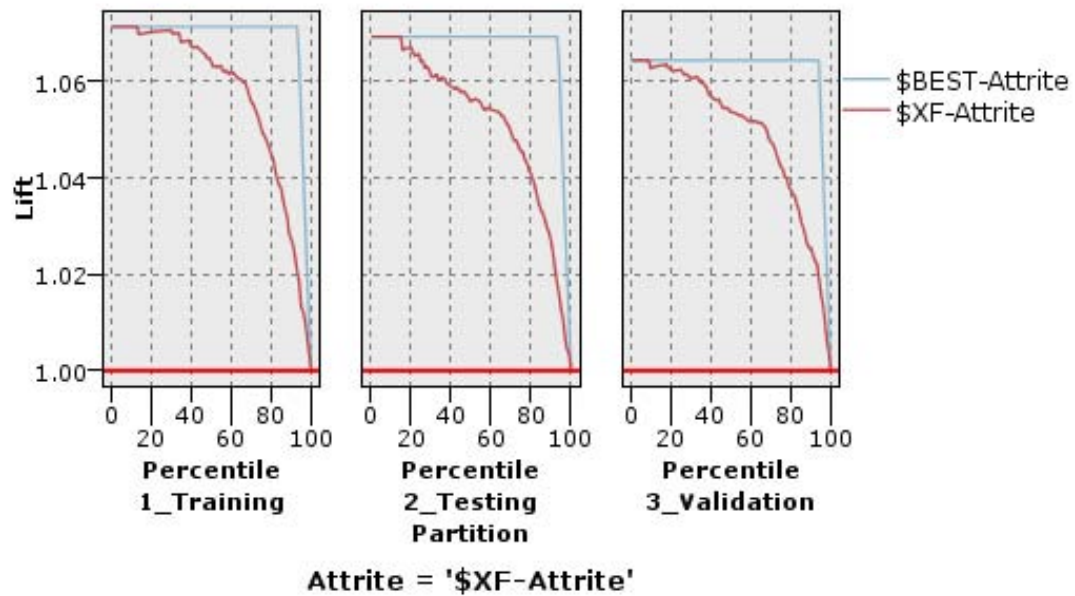 Lift
1.06
1.04
1.02
1.00
0 20 40 60 80 100
Percentile
1_Training
0 20 40 60 80 100
Percentile
2_Testing
Partition
0 20 40 60 80 100
Percentile
3_Validation
$BEST-Attrite
$XF-Attrite
Attrite = '$XF-Attrite'